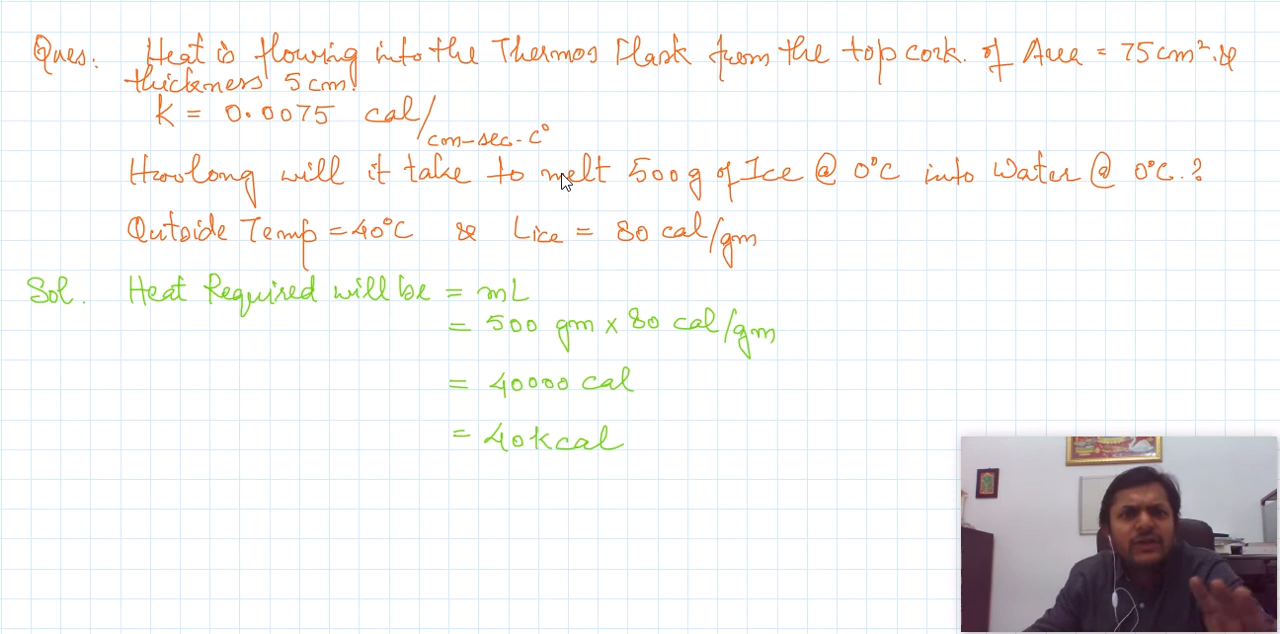 Ques: Heat is flowing into the Thermos Flask from the top cork. of Area = 75 cm². &
thickness 5 cm.
K = 0.0075 cal/cm-sec-C°
How long will it take to melt 500g of Ice @ 0°C into Water @ 0°C.?
Outside Temp = 40°C & Lice = 80 cal/gm
Sol. Heat Required will be = mL
= 500 gm x 80 cal/gm
= 40000 cal
= 40 kcal